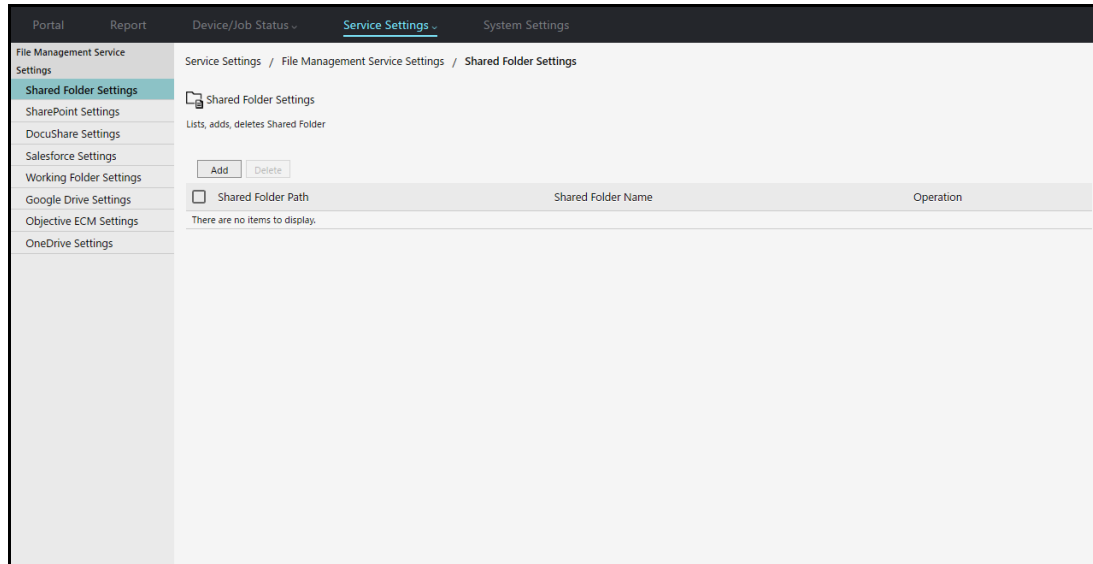 Portal Report Device/Job Status Service Settings System Settings
File Management Service
Settings
Shared Folder Settings
SharePoint Settings
DocuShare Settings
Salesforce Settings
Working Folder Settings
Google Drive Settings
Objective ECM Settings
OneDrive Settings
Service Settings / File Management Service Settings / Shared Folder Settings
Shared Folder Settings
Lists, adds, deletes Shared Folder
Add Delete
Shared Folder Path Shared Folder Name Operation
There are no items to display.